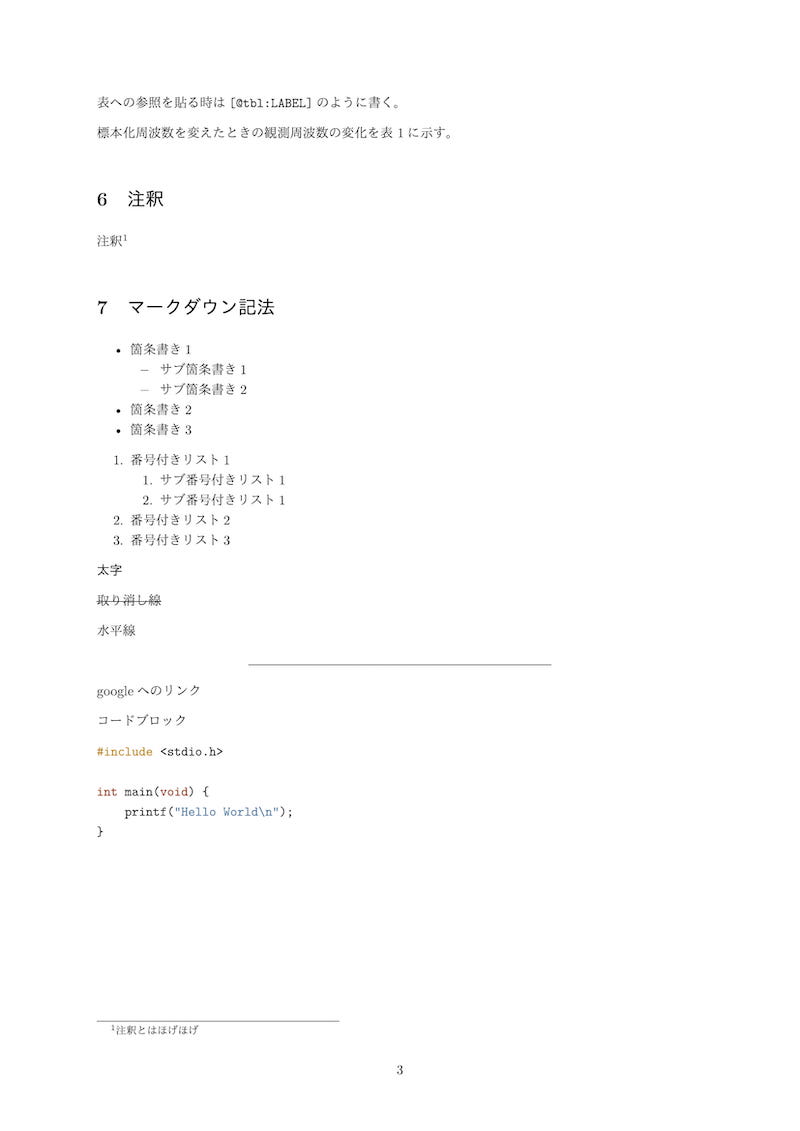 表への参照を貼る時は [@tbl:LABEL] のように書く。
標本化周波数を変えたときの観測周波数の変化を表 1 に示す。
6 注釈
注釈1
7 マークダウン記法
• 箇条書き 1
– サブ箇条書き 1
– サブ箇条書き 2
• 箇条書き 2
• 箇条書き 3
1. 番号付きリスト 1
1. サブ番号付きリスト 1
2. サブ番号付きリスト 1
2. 番号付きリスト 2
3. 番号付きリスト 3
太字
取り消し線
水平線
google へのリンク
コードブロック
#include <stdio.h>
int main(void) {
    printf("Hello World\n");
}
1注釈とはほげほげ
3